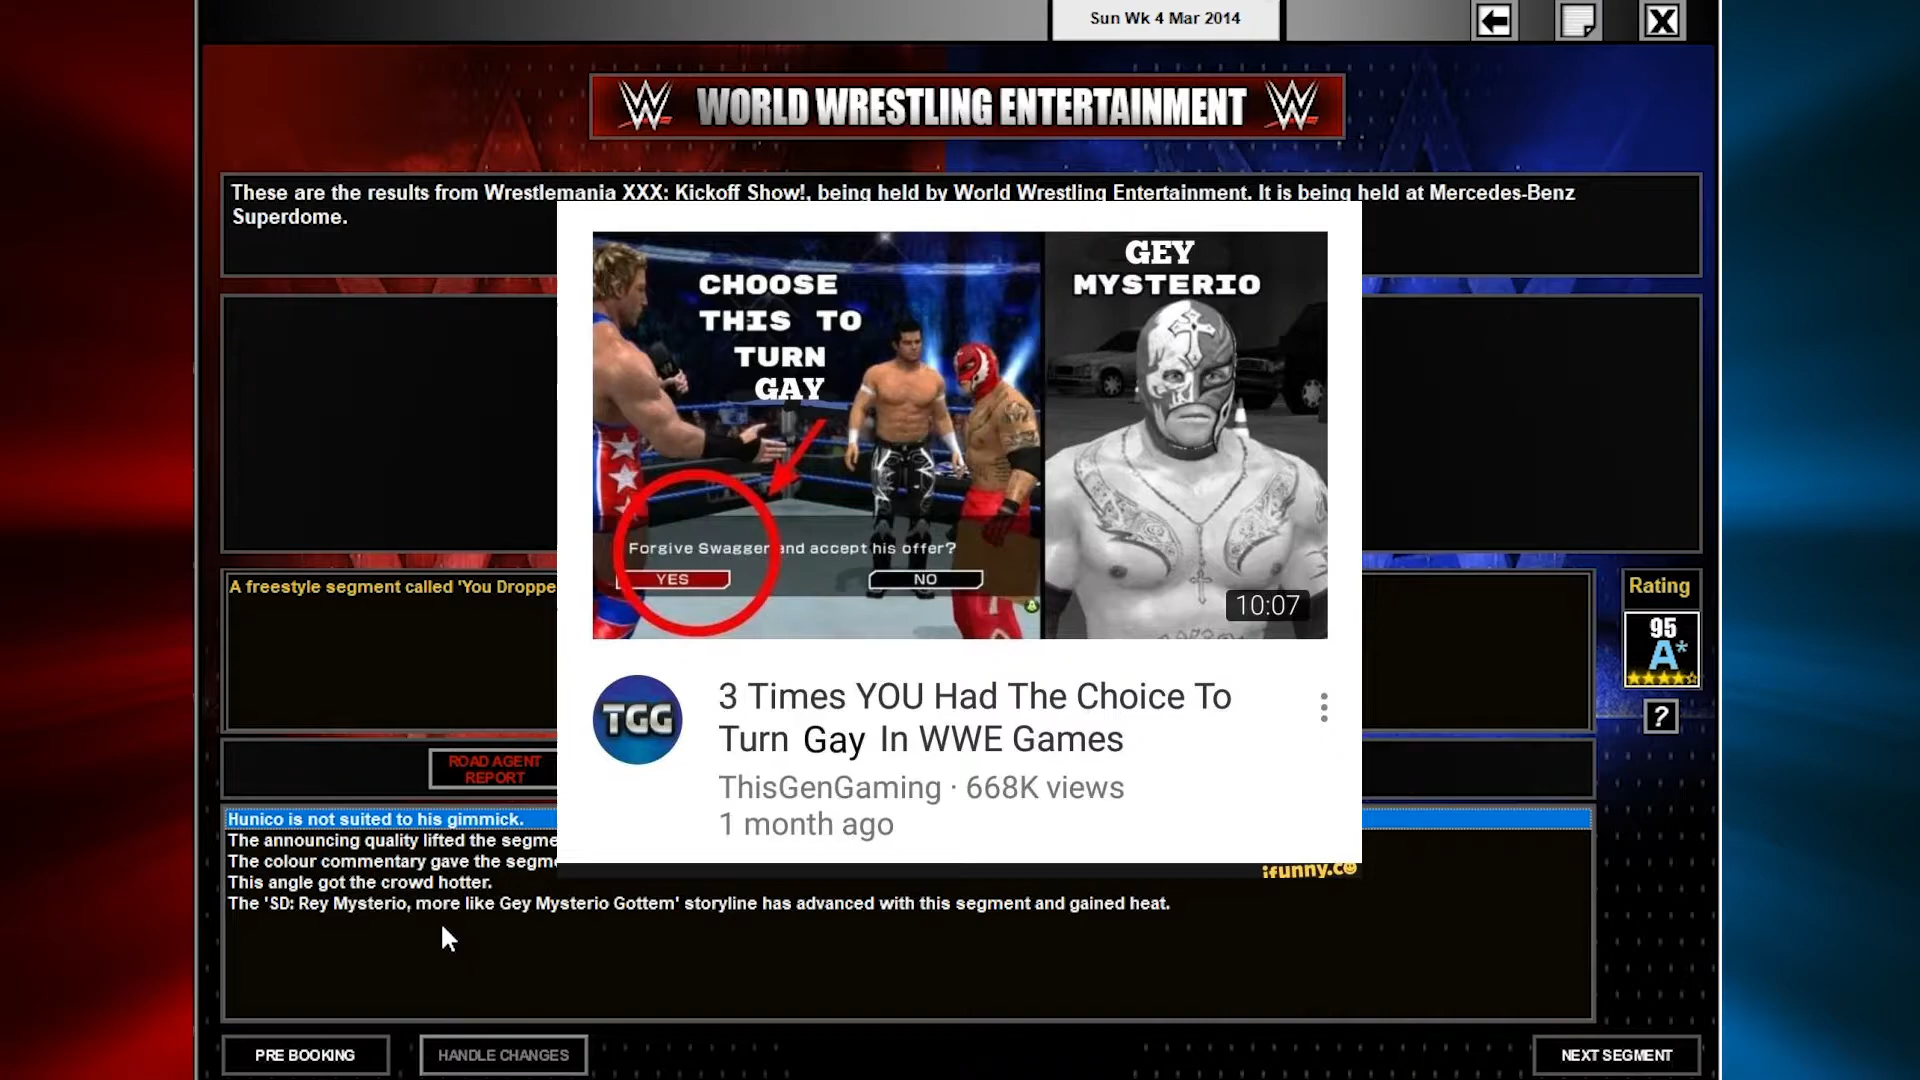 Sun Wk 4 Mar 2014
WORLD WRESTLING ENTERTAINMENT
These are the results from Wrestlemania XXX: Kickoff Show!, being held by World Wrestling Entertainment. It is being held at Mercedes-Benz
Superdome.
CHOOSE
THIS TO
TURN
GAY
GEY
MYSTERIO
Forgive Swagger and accept his offer?
YES
NO
10:07
TGG
3 Times YOU Had The Choice To
Turn Gay In WWE Games
ThisGenGaming · 668K views
1 month ago
ifunny.co
A freestyle segment called 'You Droppe
Rating
95
A*
?
ROAD AGENT
REPORT
Hunico is not suited to his gimmick.
The announcing quality lifted the segme
The colour commentary gave the segme
This angle got the crowd hotter.
The 'SD: Rey Mysterio, more like Gey Mysterio Gottem' storyline has advanced with this segment and gained heat.
PRE BOOKING
HANDLE CHANGES
NEXT SEGMENT